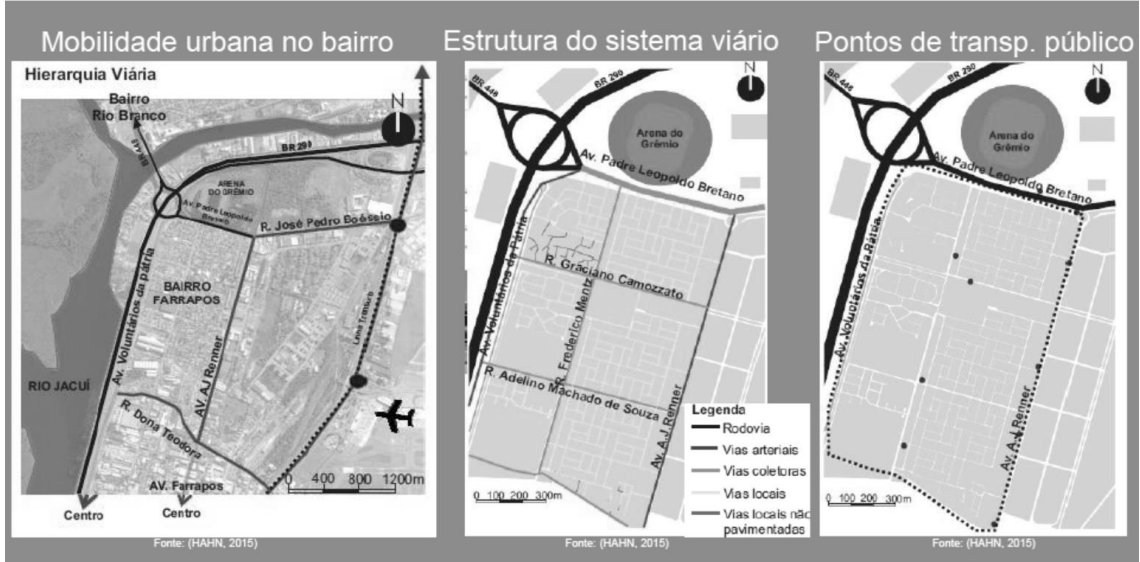 Mobilidade urbana no bairro
Hierarquia Viária
N
Bairro
Rio Branco
BR 448
BR 290
ARENA
DO GRÊMIO
Av. Padre Leopoldo
R. José Pedro Boéssio
BAIRRO
FARRAPOS
Av. Voluntários da pátria
AV. AJ Renner
Linha Trensurb
RIO JACUÍ
R. Dona Teodora
AV. Farrapos
0 400 800 1200m
Centro
Centro
Fonte: (HAHN, 2015)
Estrutura do sistema viário
BR 448
BR 290
N
Arena do
Grêmio
Av. Padre Leopoldo Bretano
Av. Voluntários da Pátria
R. Graciano Camozzato
R. Frederico Mentz
R. Adelino Machado de Souza
Av. A.J.Renner
0 100 200 300m
Legenda
Rodovia
Vias arteriais
Vias coletoras
Vias locais
Vias locais não
pavimentadas
Fonte: (HAHN, 2015)
Pontos de transp. público
BR 448
BR 290
N
Arena do
Grêmio
Av. Padre Leopoldo Bretano
Av. Voluntários da Pátria
Av. A.J. Renner
0 100 200 300m
Fonte: (HAHN, 2015)